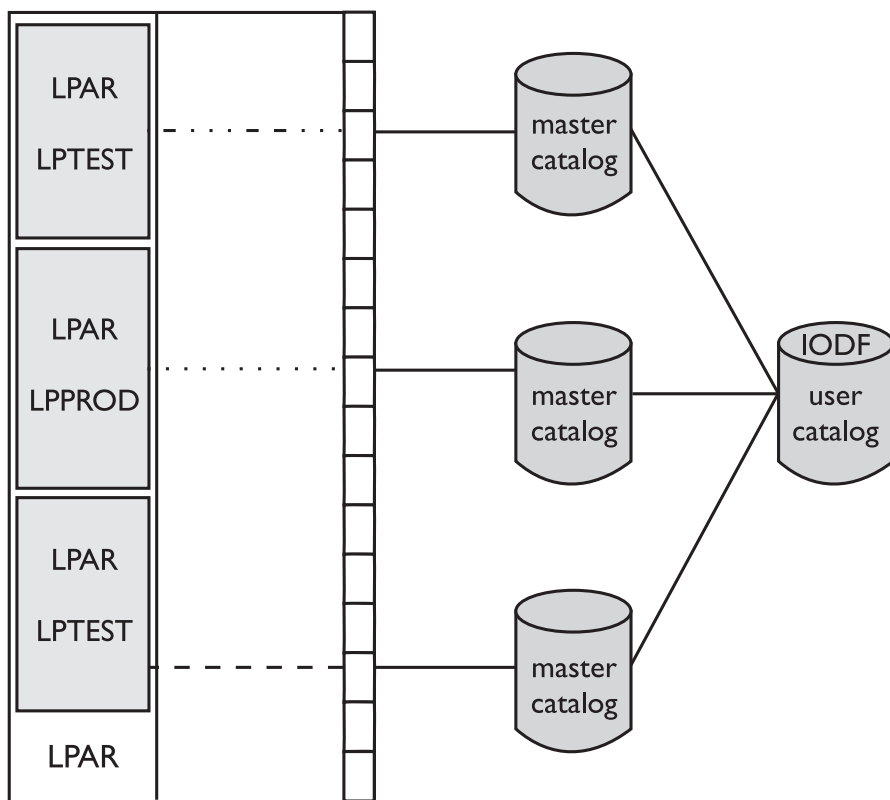 LPAR
LPTEST
master
catalog
LPAR
LPPROD
master
catalog
IODF
user
catalog
LPAR
LPTEST
master
catalog
LPAR